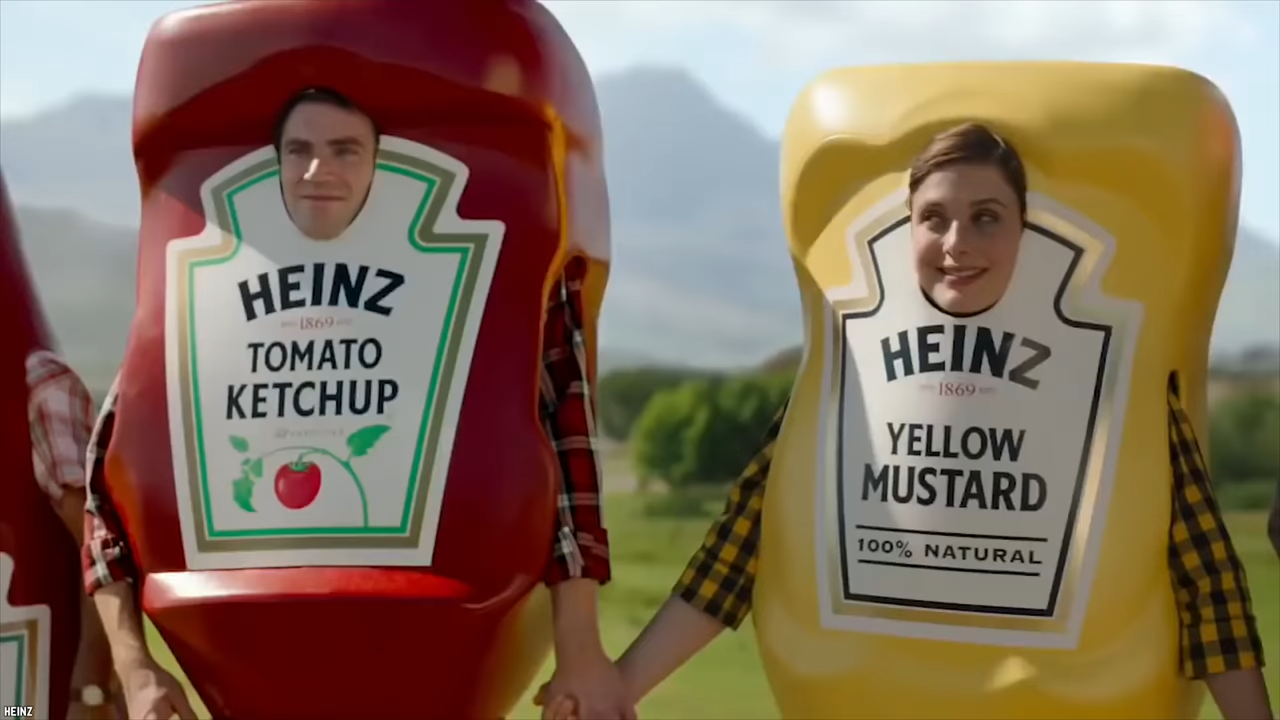 HEINZ
1869
TOMATO
KETCHUP
HEINZ
1869
YELLOW
MUSTARD
100% NATURAL
HEINZ